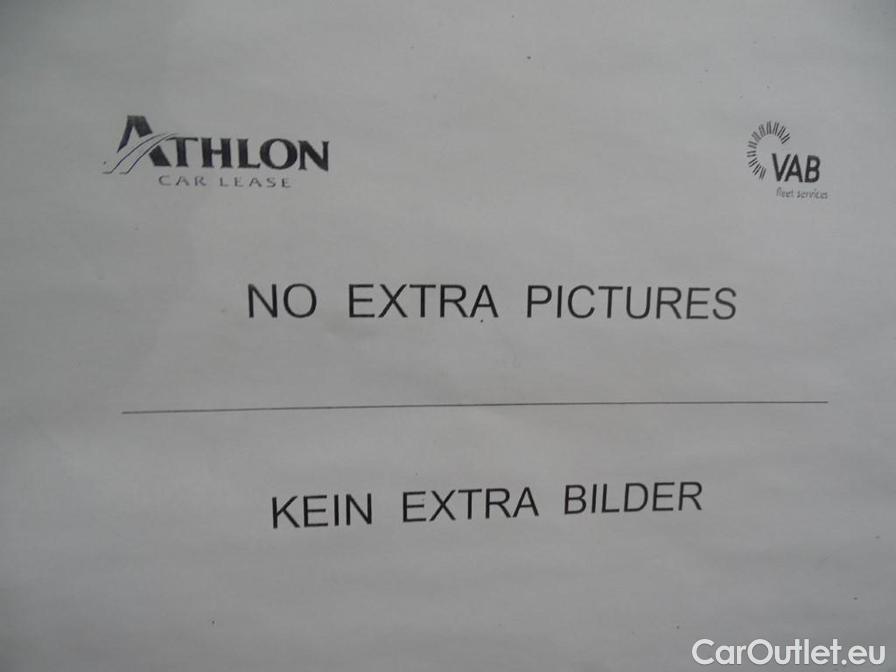 ATHLON
CAR LEASE
VAB
fleet services
NO EXTRA PICTURES
KEIN EXTRA BILDER
CarOutlet.eu